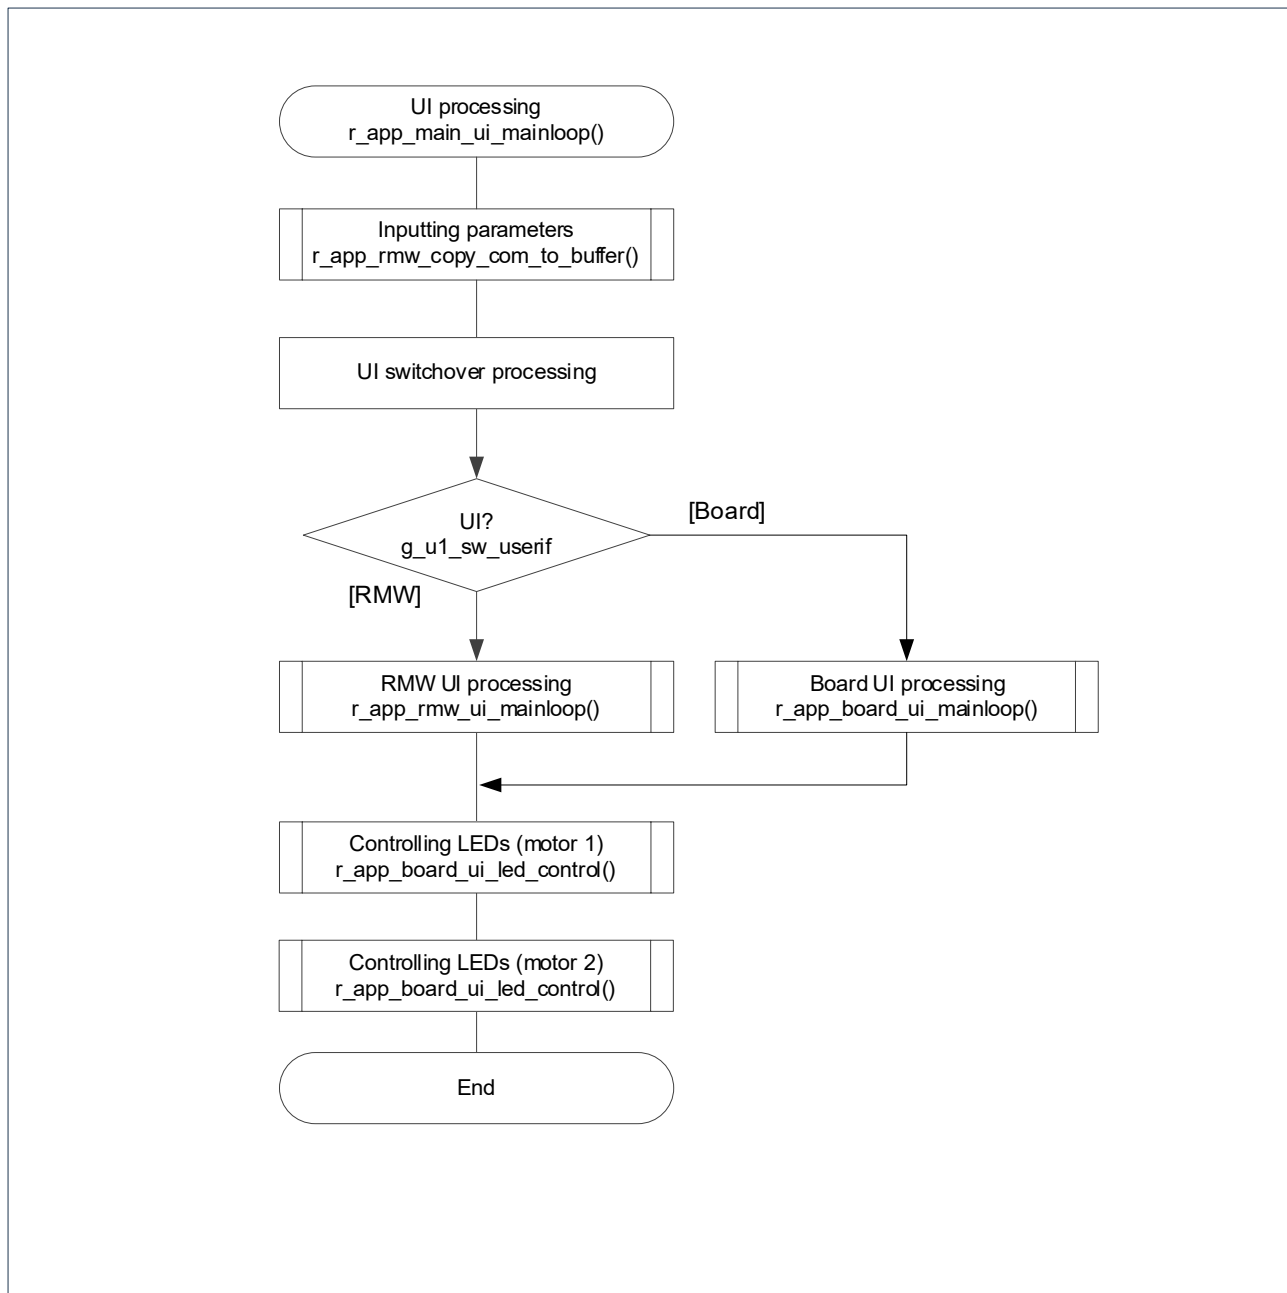 UI processing
r_app_main_ui_mainloop()
Inputting parameters
r_app_rmw_copy_com_to_buffer()
UI switchover processing
UI?
g_u1_sw_userif
[Board]
[RMW]
RMW UI processing
r_app_rmw_ui_mainloop()
Board UI processing
r_app_board_ui_mainloop()
Controlling LEDs (motor 1)
r_app_board_ui_led_control()
Controlling LEDs (motor 2)
r_app_board_ui_led_control()
End